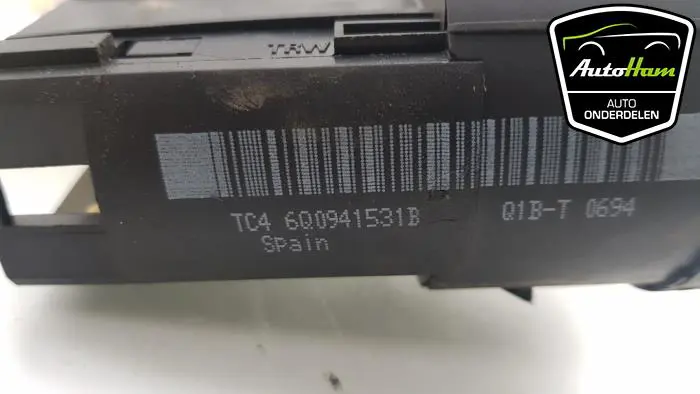 TRW
AutoHam
AUTO
ONDERDELEN
TC4 6Q0941531B
Q1B-T 0694
Spain